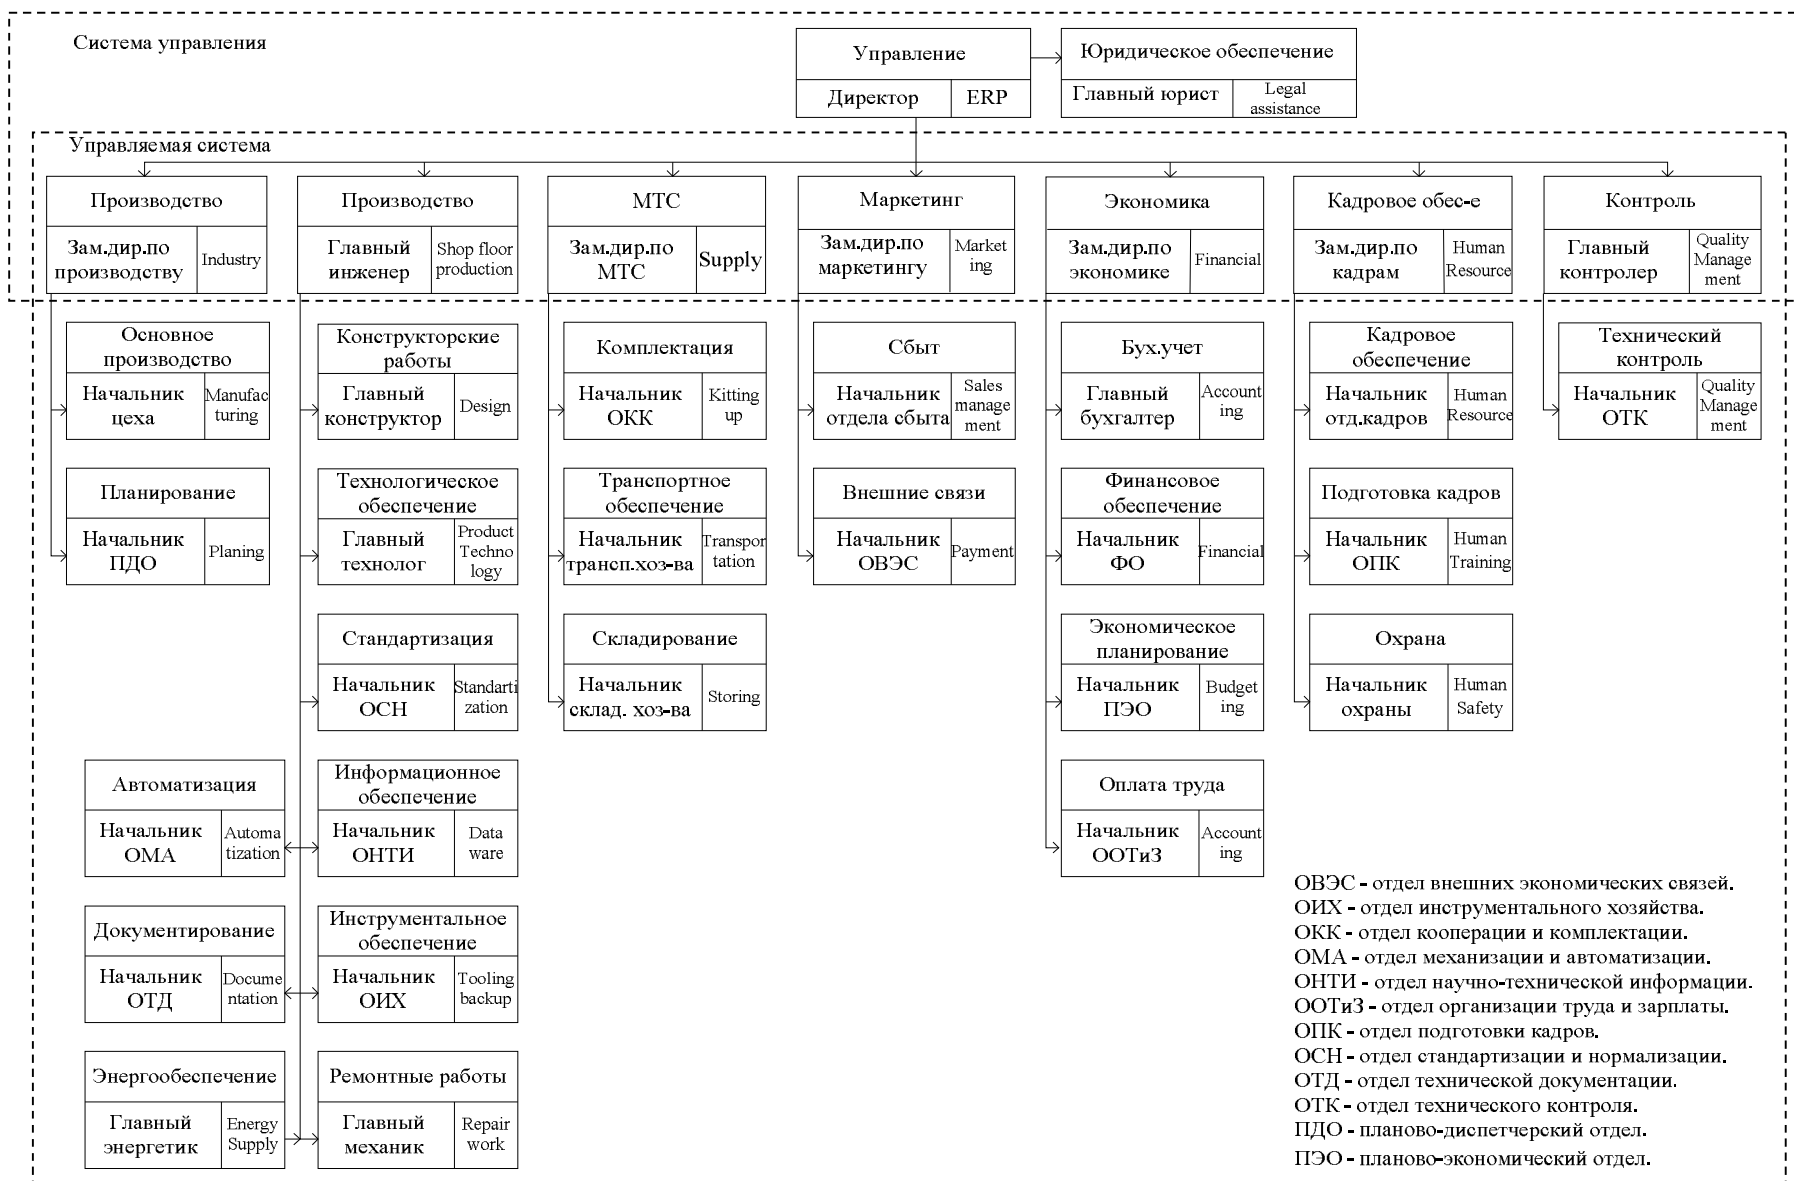 Система управления
Управление
Директор
ERP
Юридическое обеспечение
Главный юрист
Legal
assistance
Управляемая система
Производство
Зам.дир.по
производству
Industry
Производство
Главный
инженер
Shop floor
production
МТС
Зам.дир.по
МТС
Supply
Маркетинг
Зам.дир.по
маркетингу
Market
ing
Экономика
Зам.дир.по
экономике
Financial
Кадровое обес-е
Зам.дир.по
кадрам
Human
Resource
Контроль
Главный
контролер
Quality
Manage
ment
Основное
производство
Начальник
цеха
Manufac
turing
Конструкторские
работы
Главный
конструктор
Design
Комплектация
Начальник
ОКК
Kitting
up
Сбыт
Начальник
отдела сбыта
Sales
manage
ment
Бух.учет
Главный
бухгалтер
Account
ing
Кадровое
обеспечение
Начальник
отд.кадров
Human
Resource
Технический
контроль
Начальник
ОТК
Quality
Manage
ment
Планирование
Начальник
ПДО
Planing
Технологическое
обеспечение
Главный
технолог
Product
Techno
logy
Транспортное
обеспечение
Начальник
трансп.хоз-ва
Transpor
tation
Внешние связи
Начальник
ОВЭС
Payment
Финансовое
обеспечение
Начальник
ФО
Financial
Подготовка кадров
Начальник
ОПК
Human
Training
Стандартизация
Начальник
ОСН
Standarti
zation
Складирование
Начальник
склад. хоз-ва
Storing
Экономическое
планирование
Начальник
ПЭО
Budget
ing
Охрана
Начальник
охраны
Human
Safety
Автоматизация
Начальник
ОМА
Automa
tization
Информационное
обеспечение
Начальник
ОНТИ
Data
ware
Оплата труда
Начальник
ООТиЗ
Account
ing
Документирование
Начальник
ОТД
Docume
ntation
Инструментальное
обеспечение
Начальник
ОИХ
Tooling
backup
Энергообеспечение
Главный
энергетик
Energy
Supply
Ремонтные работы
Главный
механик
Repair
work
ОВЭС - отдел внешних экономических связей.
ОИХ - отдел инструментального хозяйства.
ОКК - отдел кооперации и комплектации.
ОМА - отдел механизации и автоматизации.
ОНТИ - отдел научно-технической информации.
ООТиЗ - отдел организации труда и зарплаты.
ОПК - отдел подготовки кадров.
ОСН - отдел стандартизации и нормализации.
ОТД - отдел технической документации.
ОТК - отдел технического контроля.
ПДО - планово-диспетчерский отдел.
ПЭО - планово-экономический отдел.